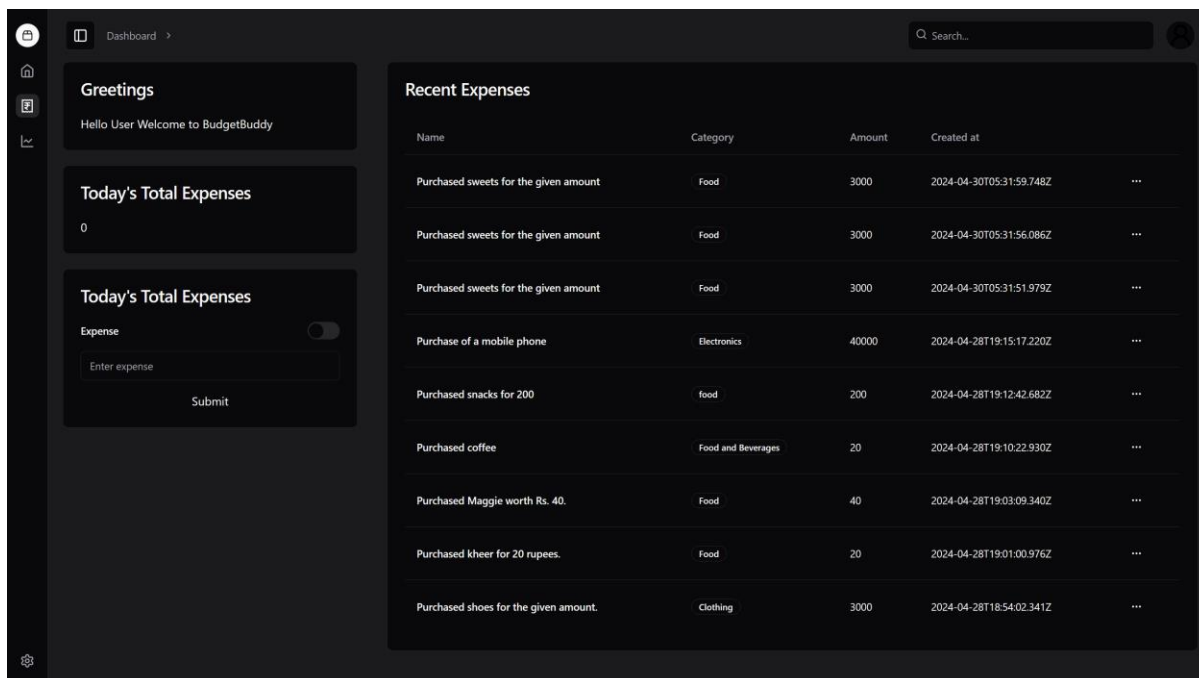 Dashboard >
Search...
Greetings
Hello User Welcome to BudgetBuddy
Today's Total Expenses
0
Today's Total Expenses
Expense
Enter expense
Submit
Recent Expenses
Name Category Amount Created at
Purchased sweets for the given amount Food 3000 2024-04-30T05:31:59.748Z ...
Purchased sweets for the given amount Food 3000 2024-04-30T05:31:56.086Z ...
Purchased sweets for the given amount Food 3000 2024-04-30T05:31:51.979Z ...
Purchase of a mobile phone Electronics 40000 2024-04-28T19:15:17.220Z ...
Purchased snacks for 200 food 200 2024-04-28T19:12:42.682Z ...
Purchased coffee Food and Beverages 20 2024-04-28T19:10:22.930Z ...
Purchased Maggie worth Rs. 40. Food 40 2024-04-28T19:03:09.340Z ...
Purchased kheer for 20 rupees. Food 20 2024-04-28T19:01:00.976Z ...
Purchased shoes for the given amount. Clothing 3000 2024-04-28T18:54:02.341Z ...